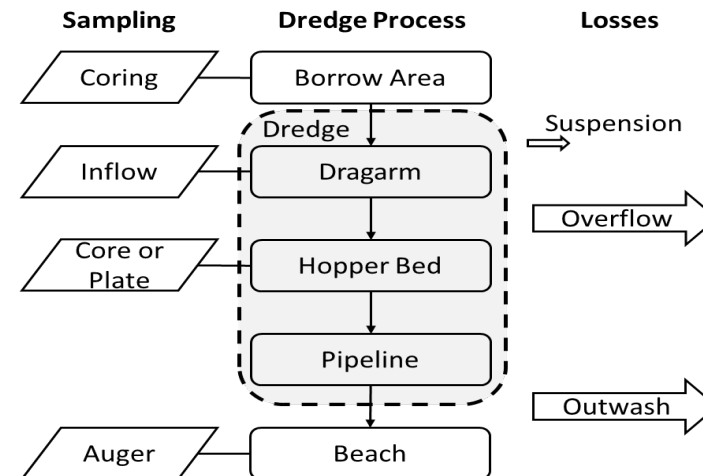 Sampling Dredge Process Losses
Coring Borrow Area
Dredge Suspension
Inflow Dragarm
Overflow
Core or
Plate Hopper Bed
Pipeline
Outwash
Auger Beach